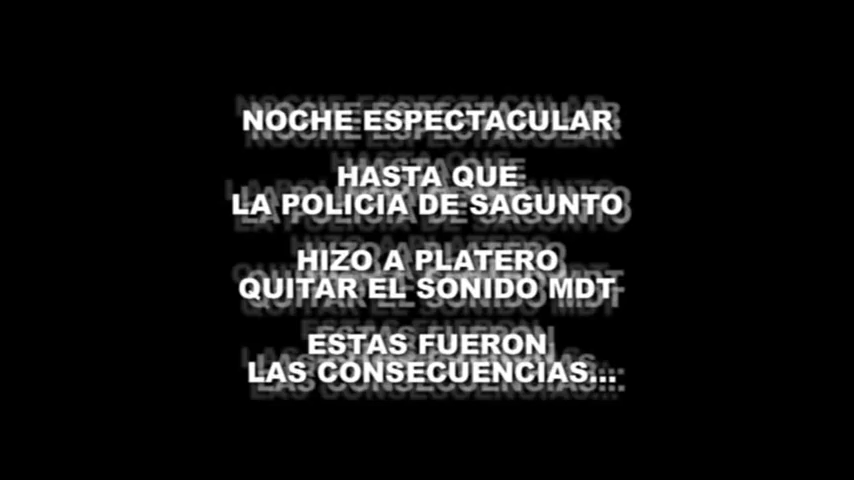 NOCHE ESPECTACULAR
HASTA QUE
LA POLICIA DE SAGUNTO
HIZO A PLATERO
QUITAR EL SONIDO MDT
ESTAS FUERON
LAS CONSECUENCIAS...